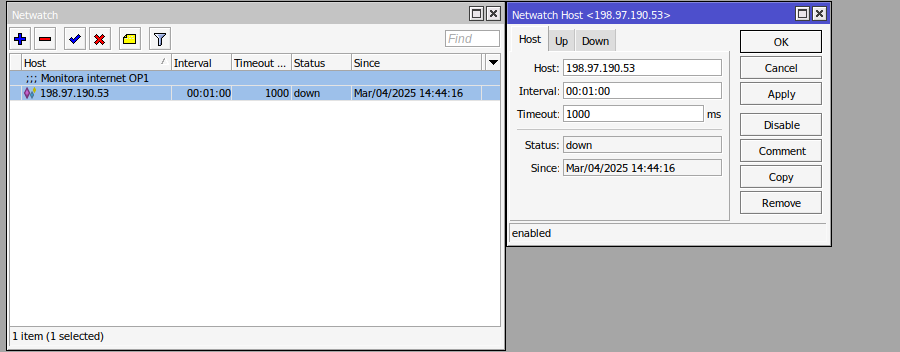 Netwatch
Find
Host Interval Timeout ... Status Since
;;; Monitora internet OP1
198.97.190.53 00:01:00 1000 down Mar/04/2025 14:44:16
1 item (1 selected)
Netwatch Host <198.97.190.53>
Host Up Down
Host: 198.97.190.53
Interval: 00:01:00
Timeout: 1000 ms
Status: down
Since: Mar/04/2025 14:44:16
OK
Cancel
Apply
Disable
Comment
Copy
Remove
enabled